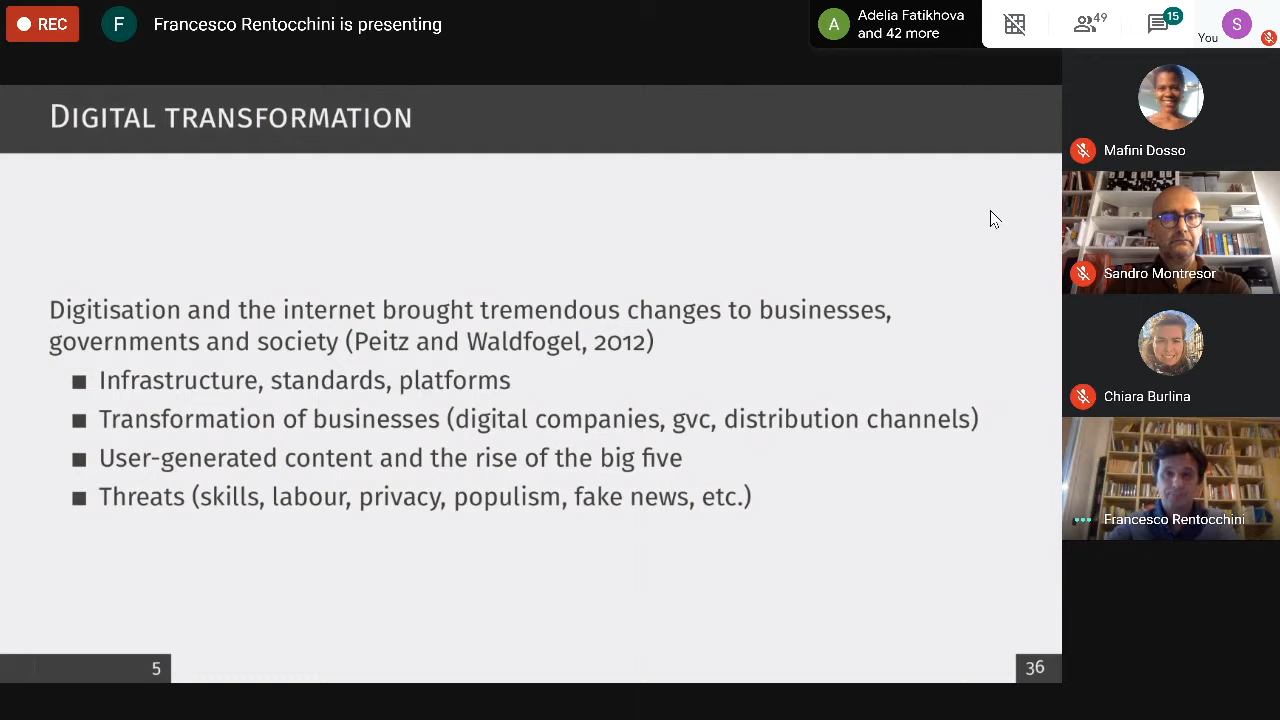 REC
F
Francesco Rentocchini is presenting
A
Adelia Fatikhova
and 42 more
49
15
You
S
Digital transformation
Mafini Dosso
Sandro Montresor
Chiara Burlina
Francesco Rentocchini
Digitisation and the internet brought tremendous changes to businesses,
governments and society (Peitz and Waldfogel, 2012)
■ Infrastructure, standards, platforms
■ Transformation of businesses (digital companies, gvc, distribution channels)
■ User-generated content and the rise of the big five
■ Threats (skills, labour, privacy, populism, fake news, etc.)
5
36